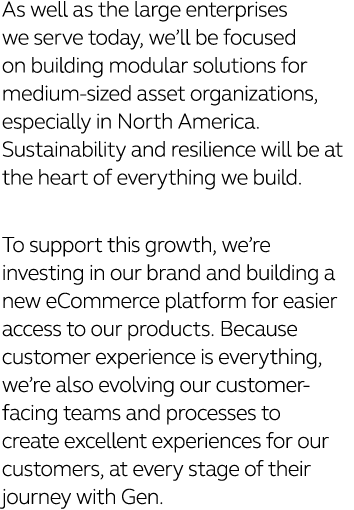 As well as the large enterprises
we serve today, we’ll be focused
on building modular solutions for
medium-sized asset organizations,
especially in North America.
Sustainability and resilience will be at
the heart of everything we build.
To support this growth, we’re
investing in our brand and building a
new eCommerce platform for easier
access to our products. Because
customer experience is everything,
we’re also evolving our customer-
facing teams and processes to
create excellent experiences for our
customers, at every stage of their
journey with Gen.